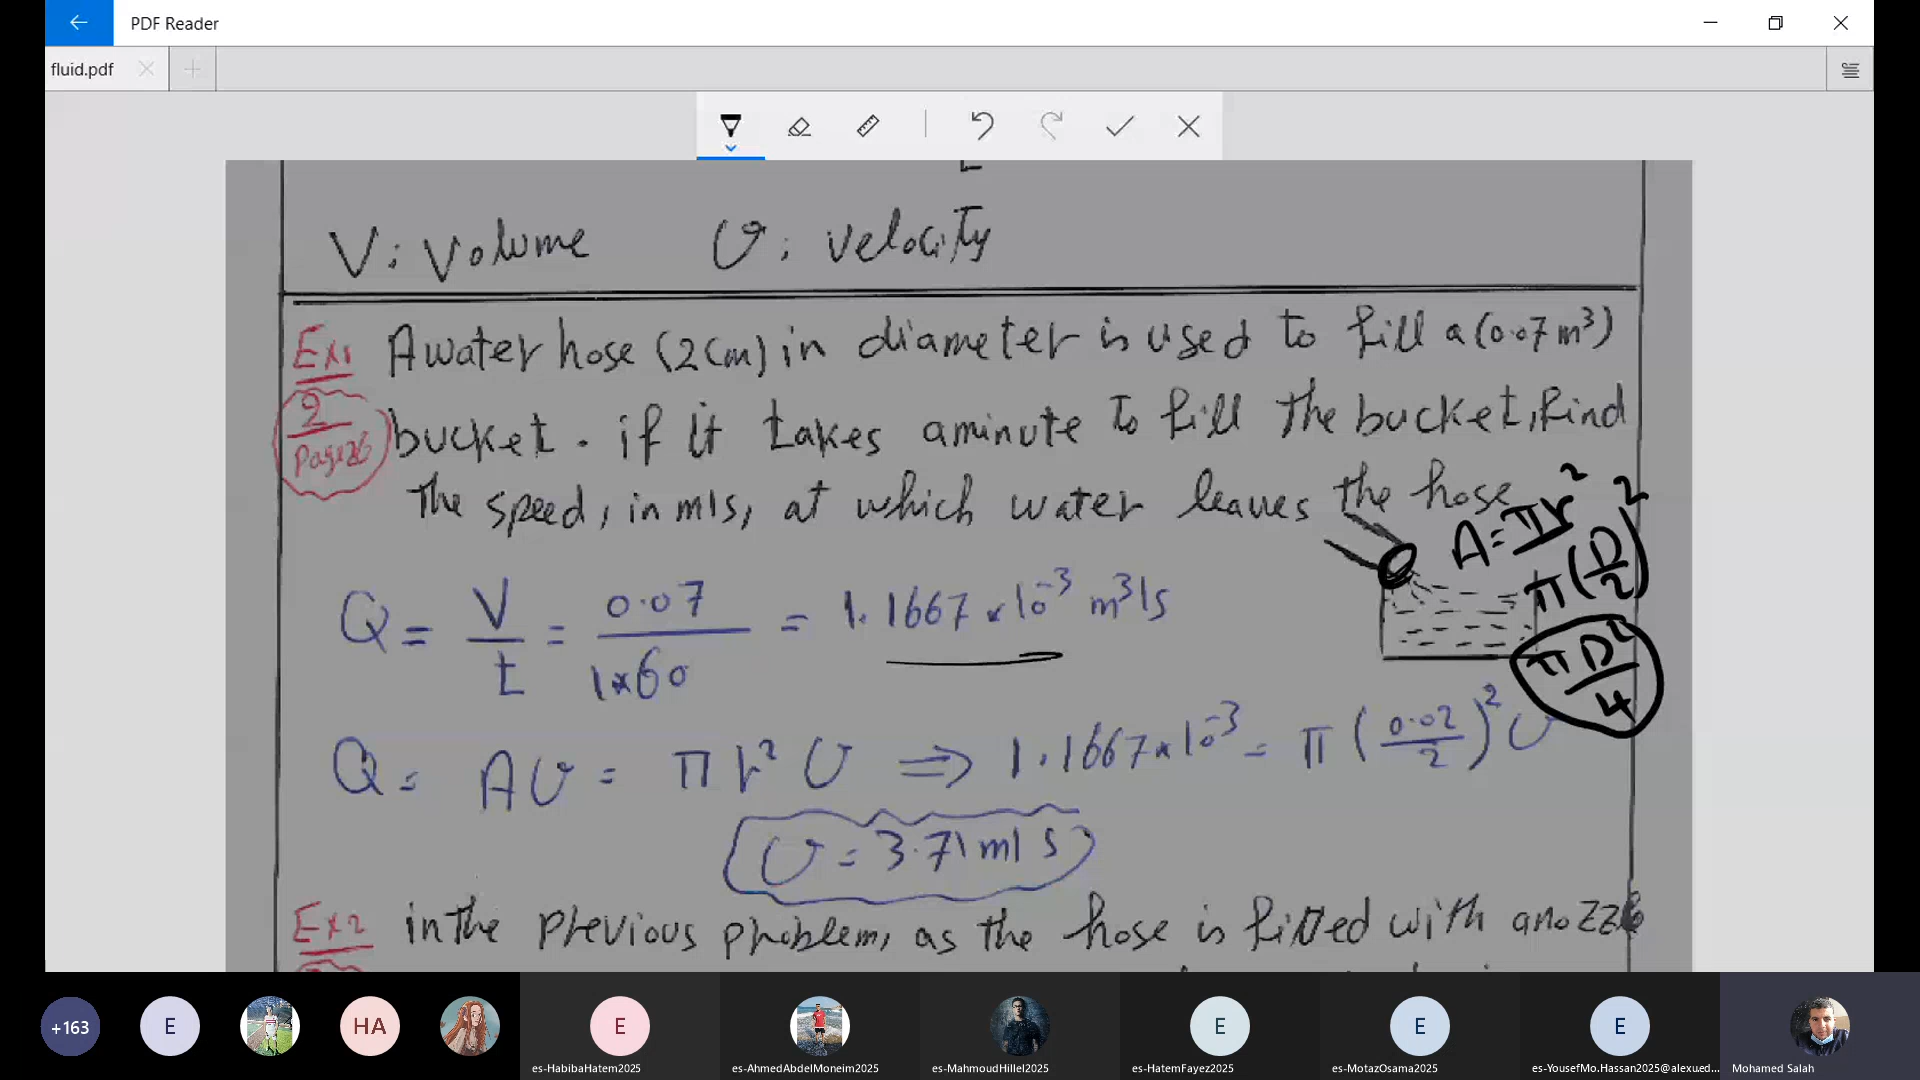 PDF Reader
fluid.pdf
V: Volume    v: velocity
Ex1 A water hose (2cm) in diameter is used to fill a (0.07 m³)
2
Page 26
bucket. if it takes a minute to fill the bucket, find
the speed, in m/s, at which water leaves the hose
A = πr²
π(D/2)²
πD²/4
Q = V/t = 0.07/(1×60) = 1.1667 × 10⁻³ m³/s
Q = Av = πr² v ⟹ 1.1667 × 10⁻³ = π (0.02/2)² v
v = 3.71 m/s
Ex2 in the previous problem, as the hose is fitted with a nozzle
+163
E
HA
E
E
E
E
es-HabibaHatem2025
es-AhmedAbdelMoneim2025
es-MahmoudHillel2025
es-HatemFayez2025
es-MotazOsama2025
es-YousefMo.Hassan2025@alexu.ed...
Mohamed Salah